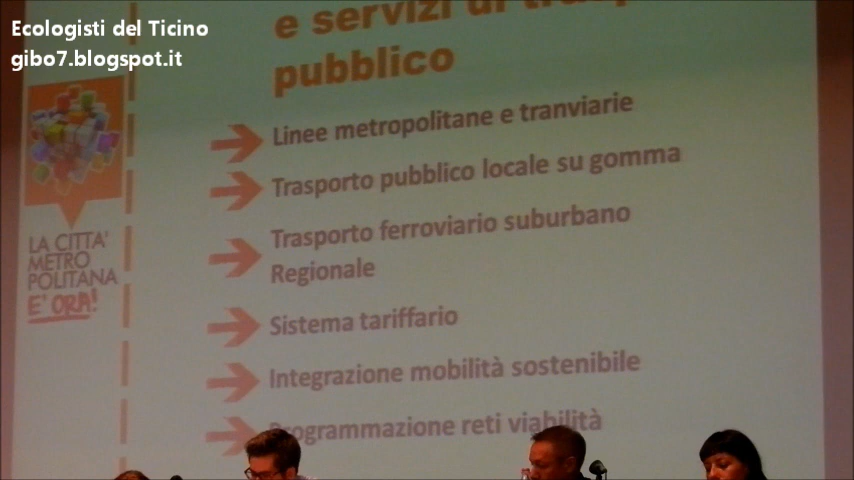 Ecologisti del Ticino
gibo7.blogspot.it
e servizi di
pubblico
Linee metropolitane e tranviarie
Trasporto pubblico locale su gomma
Trasporto ferroviario suburbano
Regionale
Sistema tariffario
Integrazione mobilità sostenibile
Programmazione reti viabilità
LA CITTA'
METRO
POLITANA
E' ORA!